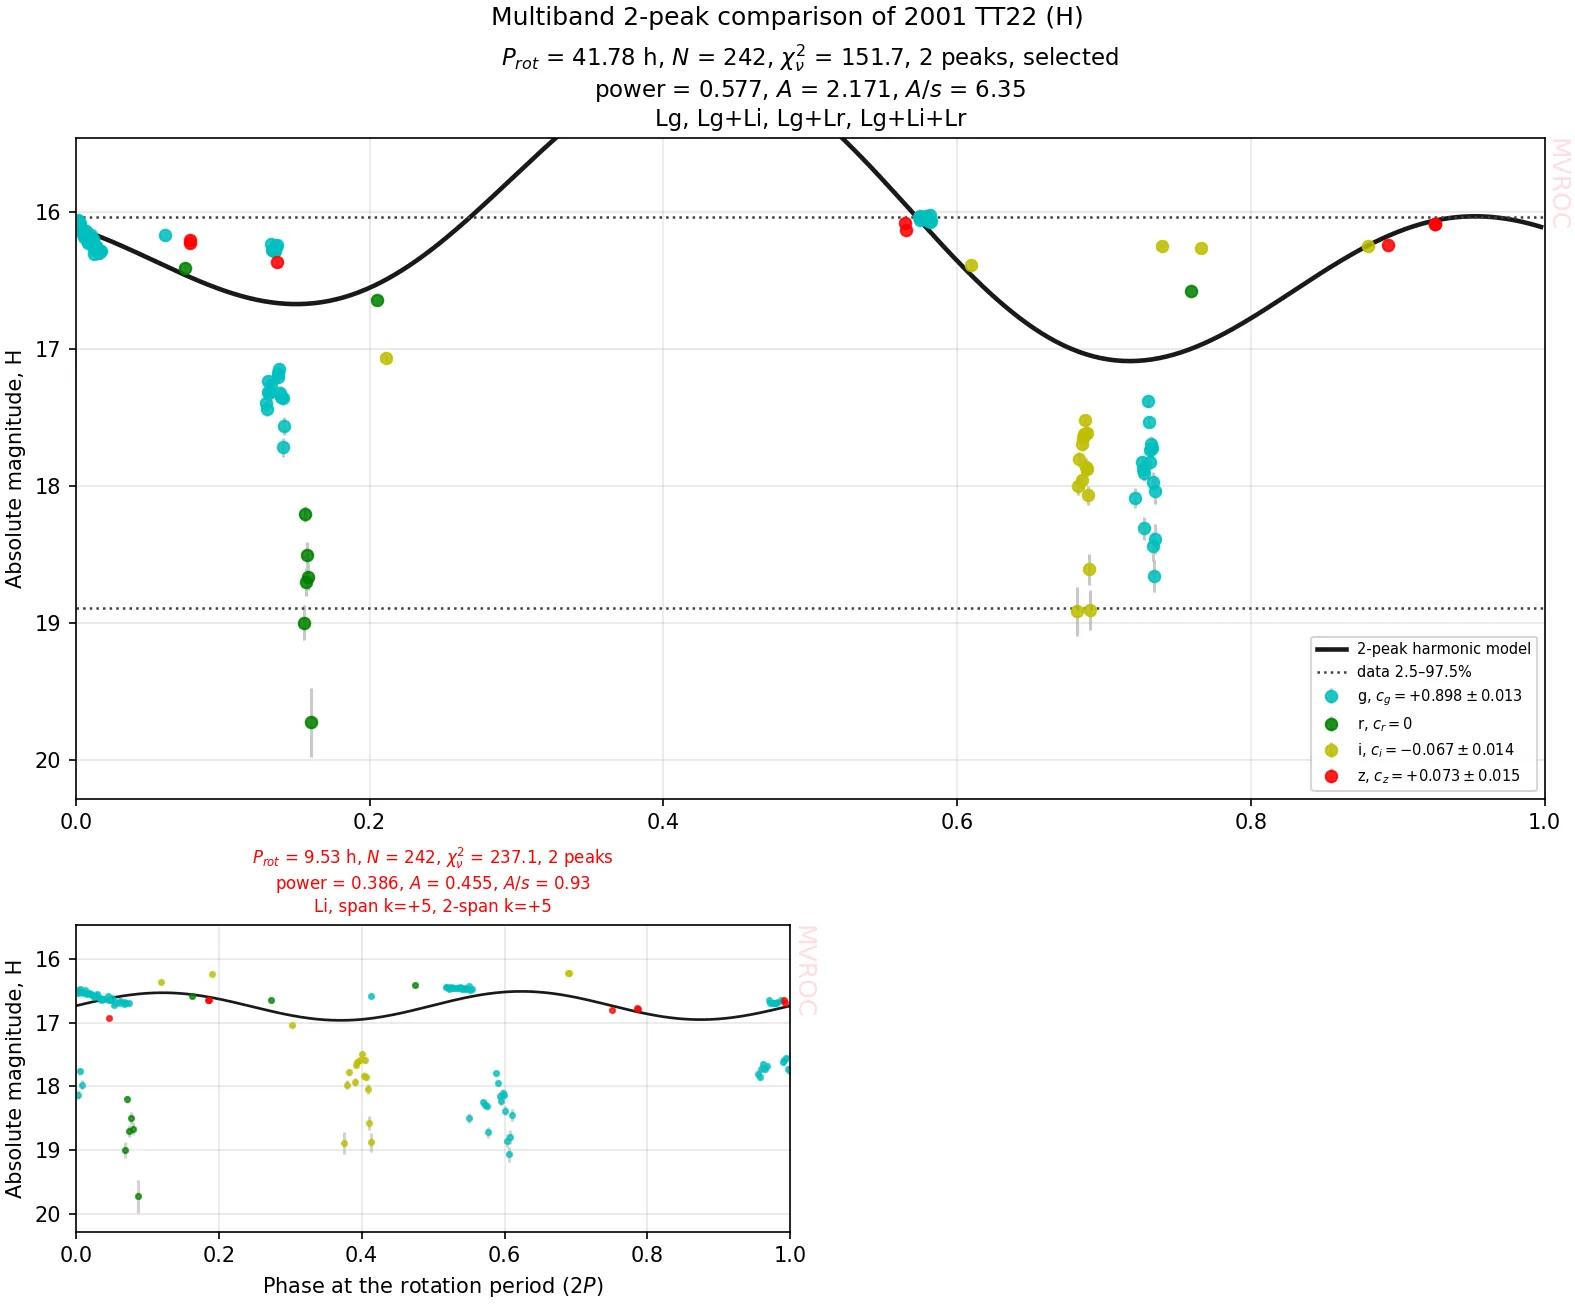 Multiband 2-peak comparison of 2001 TT22 (H)
P_rot = 41.78 h, N = 242, χ²_ν = 151.7, 2 peaks, selected
power = 0.577, A = 2.171, A/s = 6.35
Lg, Lg+Li, Lg+Lr, Lg+Li+Lr
MVROC
Absolute magnitude, H
16
17
18
19
20
0.0 0.2 0.4 0.6 0.8 1.0
2-peak harmonic model
data 2.5–97.5%
g, c_g = +0.898 ± 0.013
r, c_r = 0
i, c_i = −0.067 ± 0.014
z, c_z = +0.073 ± 0.015
P_rot = 9.53 h, N = 242, χ²_ν = 237.1, 2 peaks
power = 0.386, A = 0.455, A/s = 0.93
Li, span k=+5, 2-span k=+5
MVROC
Absolute magnitude, H
16
17
18
19
20
0.0 0.2 0.4 0.6 0.8 1.0
Phase at the rotation period (2P)